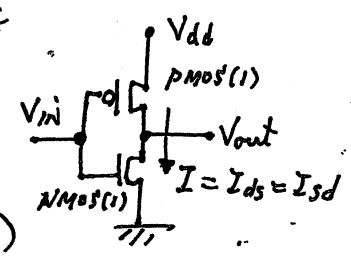 Vdd
PMOS(1)
Vin
Vout
I = Ids = Isd
NMOS(1)
)